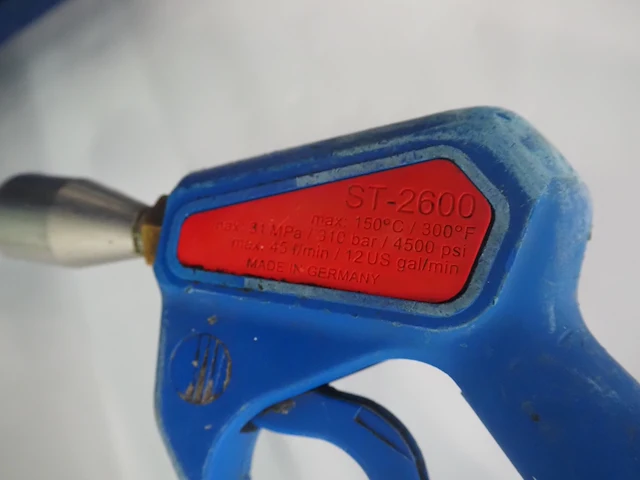 ST-2600
max. 150°C / 300°F
max. 31 MPa / 310 bar / 4500 psi
max. 45 l/min / 12 US gal/min
MADE IN GERMANY